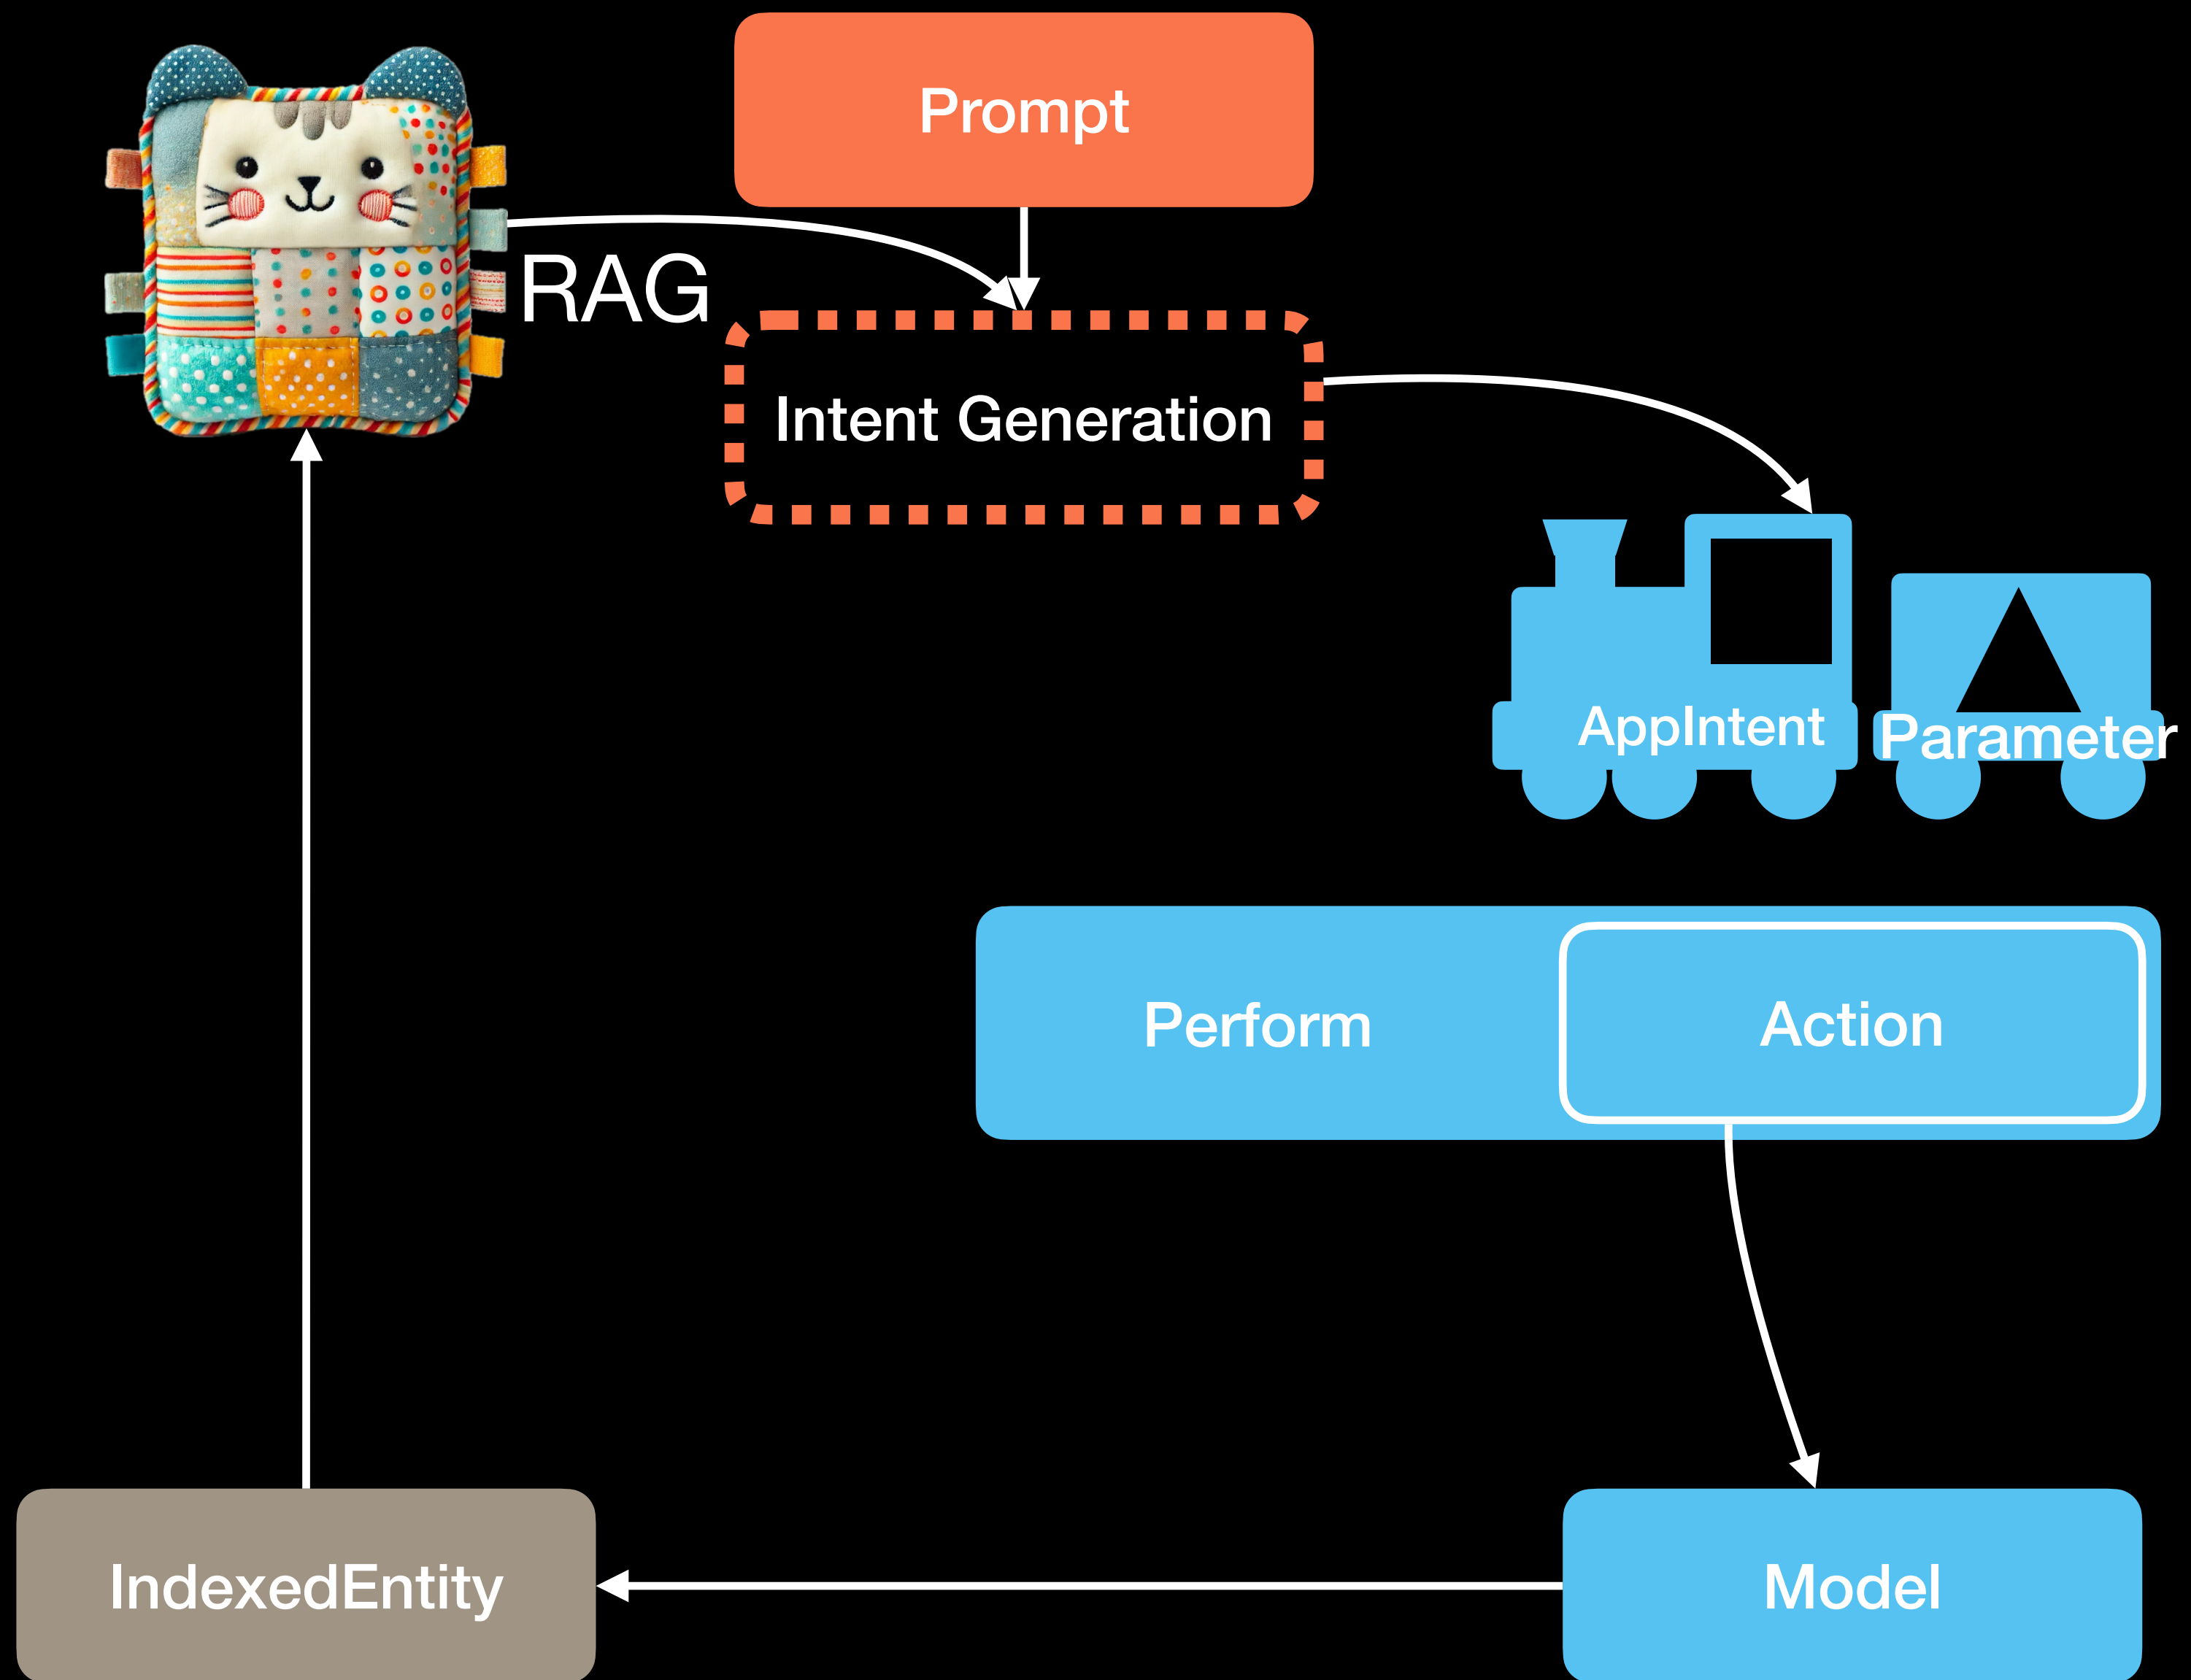 Prompt
RAG
Intent Generation
AppIntent
Parameter
Perform
Action
IndexedEntity
Model